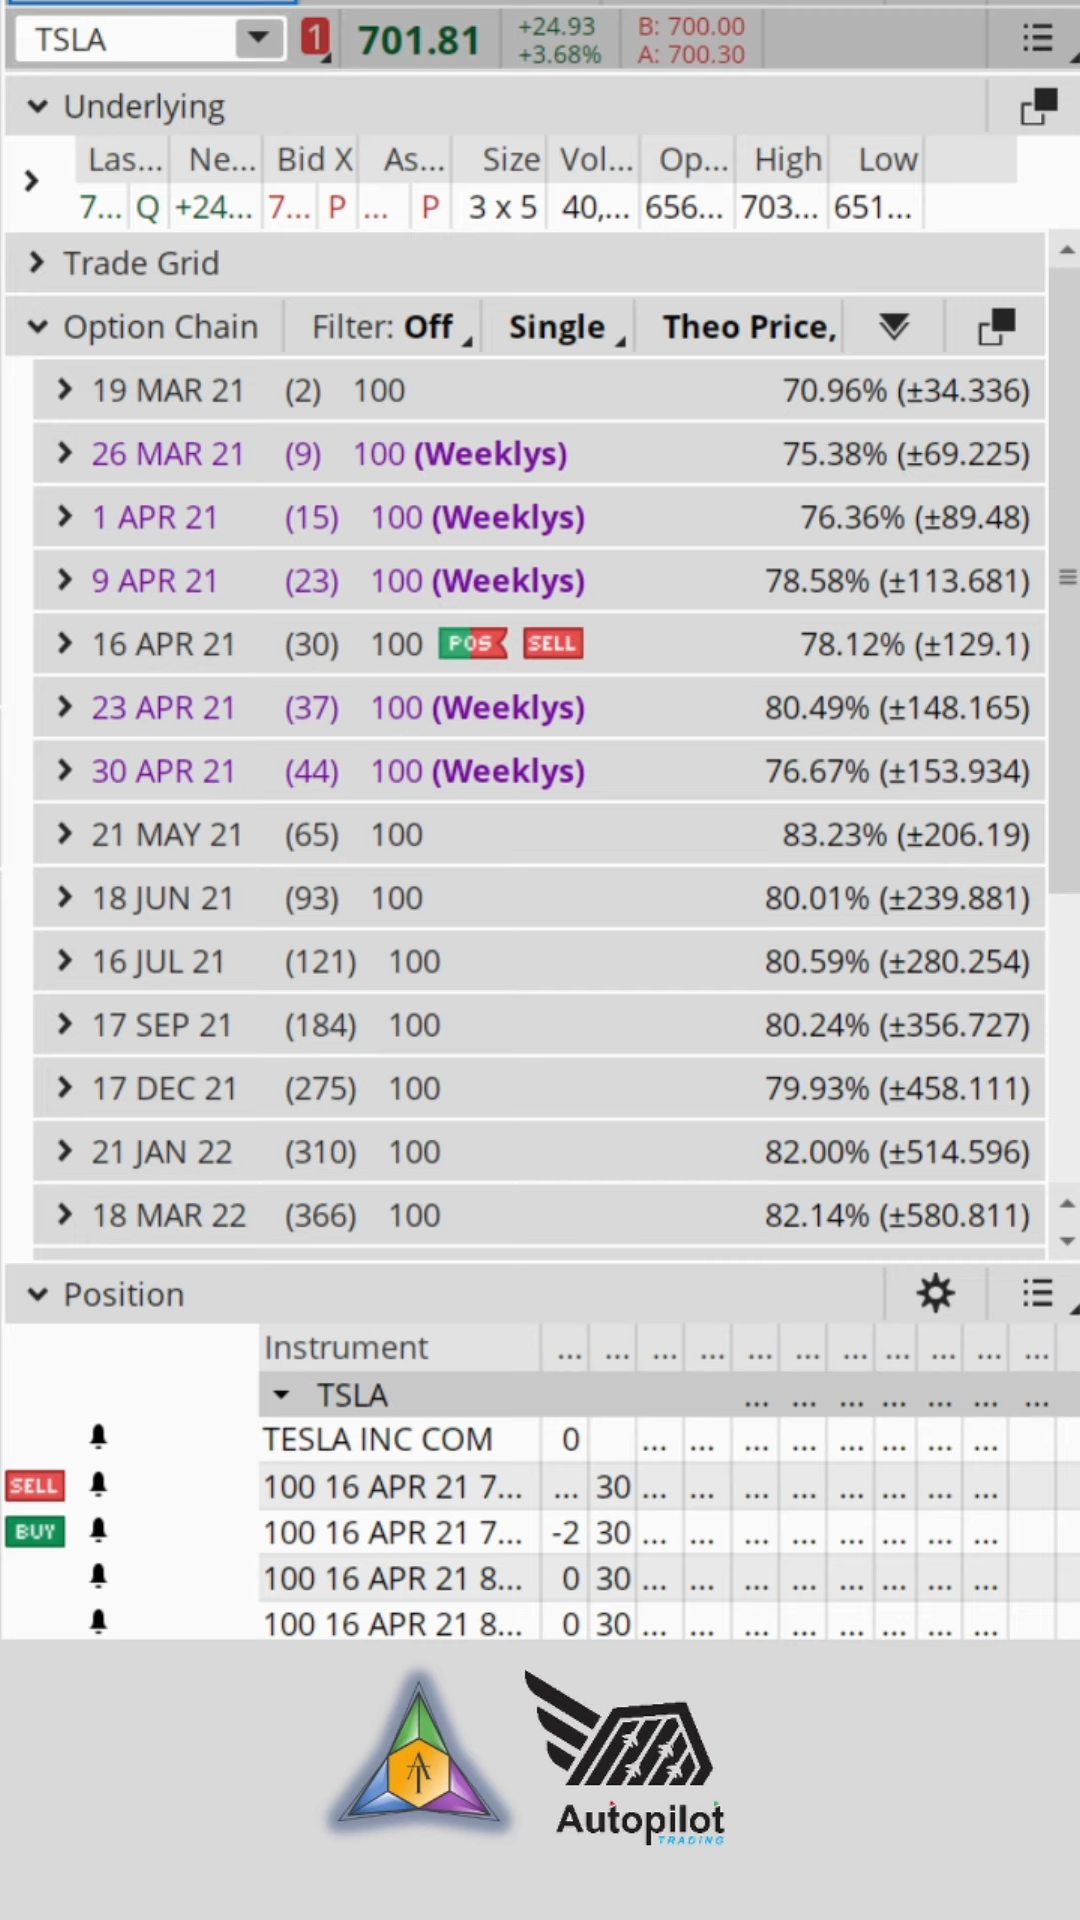 TSLA 1 701.81 +24.93 +3.68% B: 700.00 A: 700.30
Underlying
Las... Ne... Bid X As... Size Vol... Op... High Low
7... Q +24... 7... P ... P 3 x 5 40,... 656... 703... 651...
Trade Grid
Option Chain Filter: Off Single Theo Price,
19 MAR 21 (2) 100 70.96% (±34.336)
26 MAR 21 (9) 100 (Weeklys) 75.38% (±69.225)
1 APR 21 (15) 100 (Weeklys) 76.36% (±89.48)
9 APR 21 (23) 100 (Weeklys) 78.58% (±113.681)
16 APR 21 (30) 100 POS SELL 78.12% (±129.1)
23 APR 21 (37) 100 (Weeklys) 80.49% (±148.165)
30 APR 21 (44) 100 (Weeklys) 76.67% (±153.934)
21 MAY 21 (65) 100 83.23% (±206.19)
18 JUN 21 (93) 100 80.01% (±239.881)
16 JUL 21 (121) 100 80.59% (±280.254)
17 SEP 21 (184) 100 80.24% (±356.727)
17 DEC 21 (275) 100 79.93% (±458.111)
21 JAN 22 (310) 100 82.00% (±514.596)
18 MAR 22 (366) 100 82.14% (±580.811)
Position
Instrument ... ... ... ... ... ... ... ... ... ... ...
TSLA ... ... ... ... ... ... ...
TESLA INC COM 0 ... ... ... ... ... ... ... ...
SELL 100 16 APR 21 7... ... 30 ... ... ... ... ... ... ... ...
BUY 100 16 APR 21 7... -2 30 ... ... ... ... ... ... ... ...
100 16 APR 21 8... 0 30 ... ... ... ... ... ... ... ...
100 16 APR 21 8... 0 30 ... ... ... ... ... ... ... ...
AT
Autopilot
TRADING